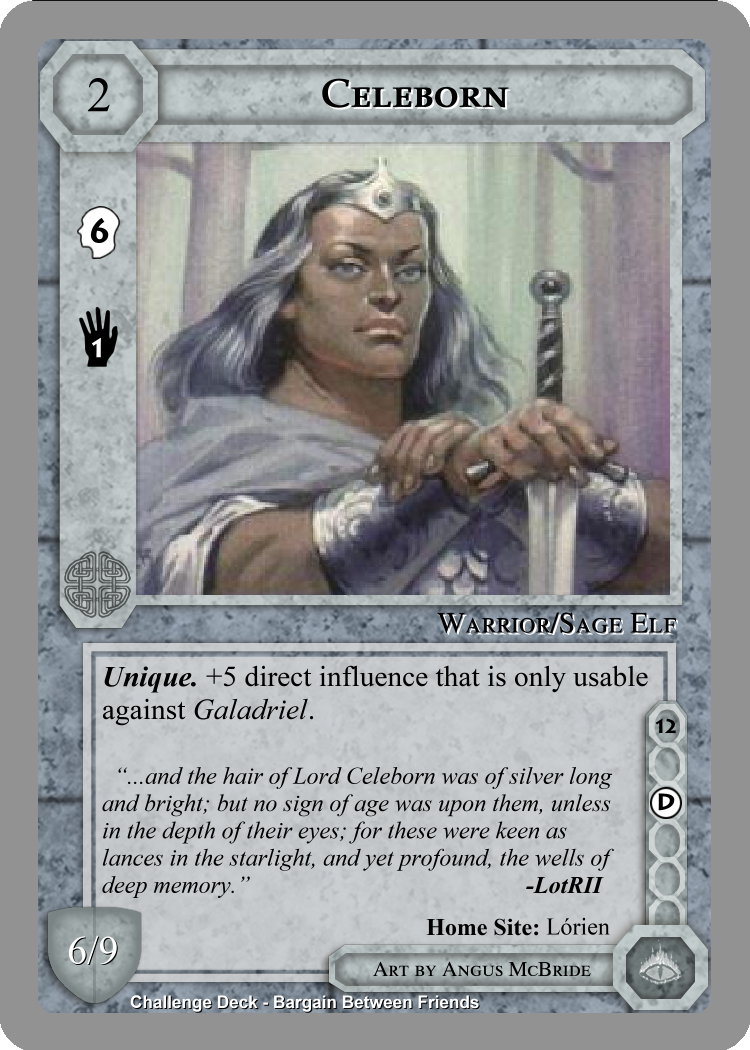 2
CELEBORN
6
1
WARRIOR/SAGE ELF
Unique. +5 direct influence that is only usable
against Galadriel.
12
“...and the hair of Lord Celeborn was of silver long
and bright; but no sign of age was upon them, unless
D
in the depth of their eyes; for these were keen as
lances in the starlight, and yet profound, the wells of
deep memory.” -LotRII
Home Site: Lórien
6/9
ART BY ANGUS MCBRIDE
Challenge Deck - Bargain Between Friends